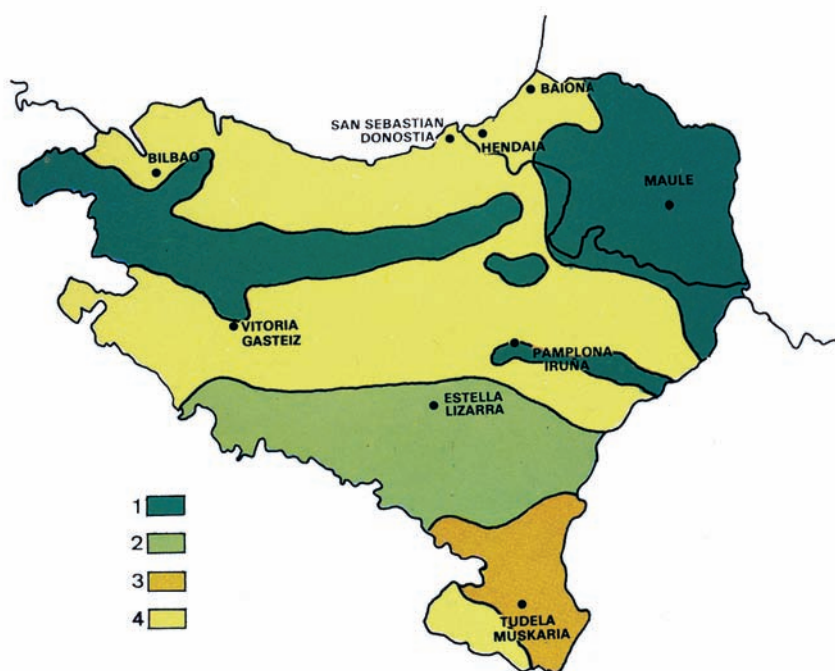 BAIONA
SAN SEBASTIAN
DONOSTIA
HENDAIA
BILBAO
MAULE
VITORIA
GASTEIZ
PAMPLONA
IRUÑA
ESTELLA
LIZARRA
1
2
3
4
TUDELA
MUSKARIA